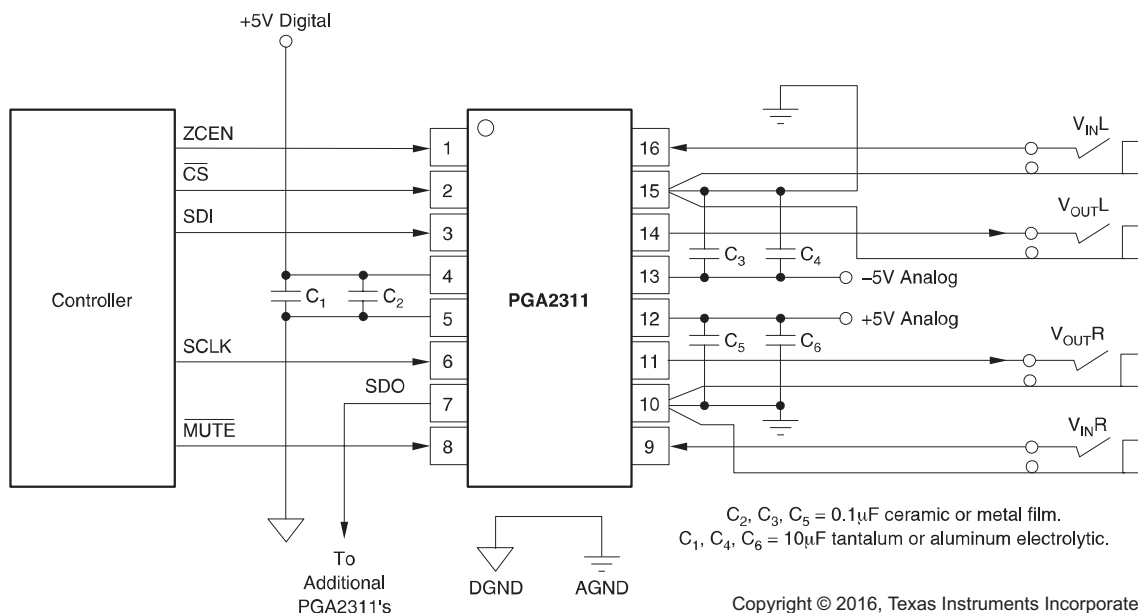 +5V Digital
Controller
ZCEN
CS
SDI
SCLK
SDO
MUTE
1
2
3
4
5
6
7
8
C1
C2
PGA2311
16
15
14
13
12
11
10
9
C3
C4
C5
C6
–5V Analog
+5V Analog
VINL
VOUTL
VOUTR
VINR
To
Additional
PGA2311's
DGND
AGND
C2, C3, C5 = 0.1μF ceramic or metal film.
C1, C4, C6 = 10μF tantalum or aluminum electrolytic.
Copyright © 2016, Texas Instruments Incorporate